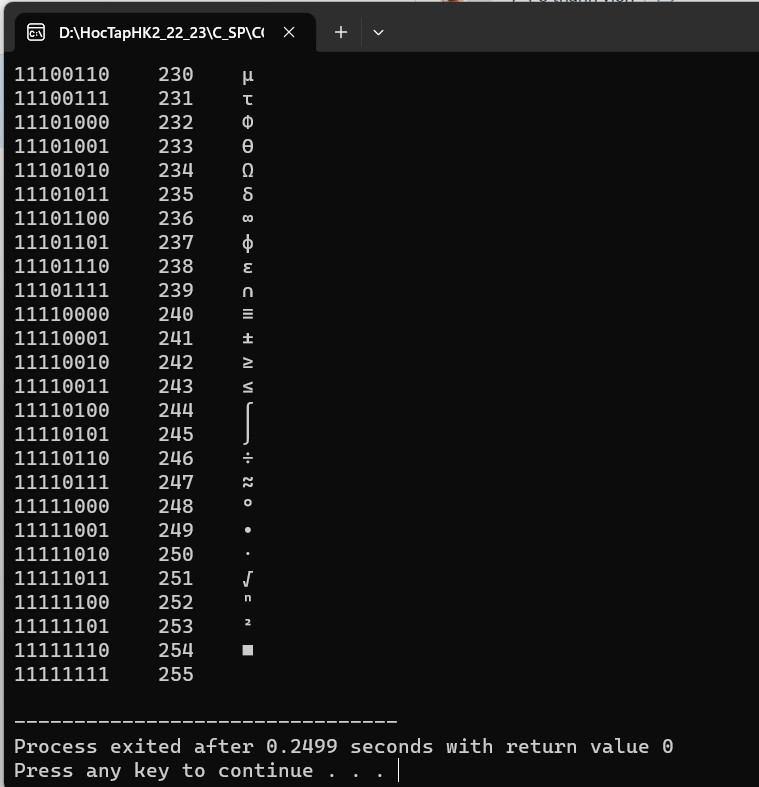 D:\HocTapHK2_22_23\C_SP\C
11100110 230 µ
11100111 231 τ
11101000 232 Φ
11101001 233 Θ
11101010 234 Ω
11101011 235 δ
11101100 236 ∞
11101101 237 φ
11101110 238 ε
11101111 239 ∩
11110000 240 ≡
11110001 241 ±
11110010 242 ≥
11110011 243 ≤
11110100 244 ⌠
11110101 245 ⌡
11110110 246 ÷
11110111 247 ≈
11111000 248 °
11111001 249 ∙
11111010 250 ·
11111011 251 √
11111100 252 ⁿ
11111101 253 ²
11111110 254 ■
11111111 255
--------------------------------
Process exited after 0.2499 seconds with return value 0
Press any key to continue . . .